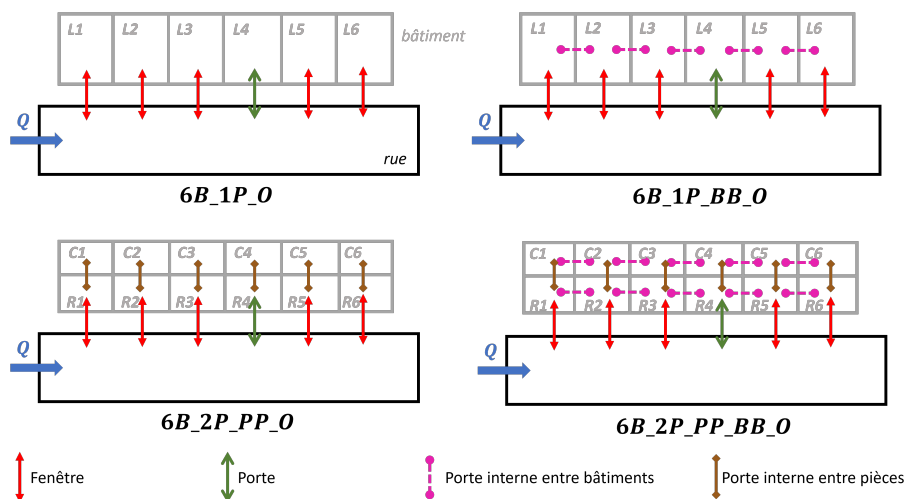 L1 L2 L3 L4 L5 L6 bâtiment
Q
rue
6B_1P_O
L1 L2 L3 L4 L5 L6
Q
6B_1P_BB_O
C1 C2 C3 C4 C5 C6
R1 R2 R3 R4 R5 R6
Q
6B_2P_PP_O
C1 C2 C3 C4 C5 C6
R1 R2 R3 R4 R5 R6
Q
6B_2P_PP_BB_O
Fenêtre
Porte
Porte interne entre bâtiments
Porte interne entre pièces